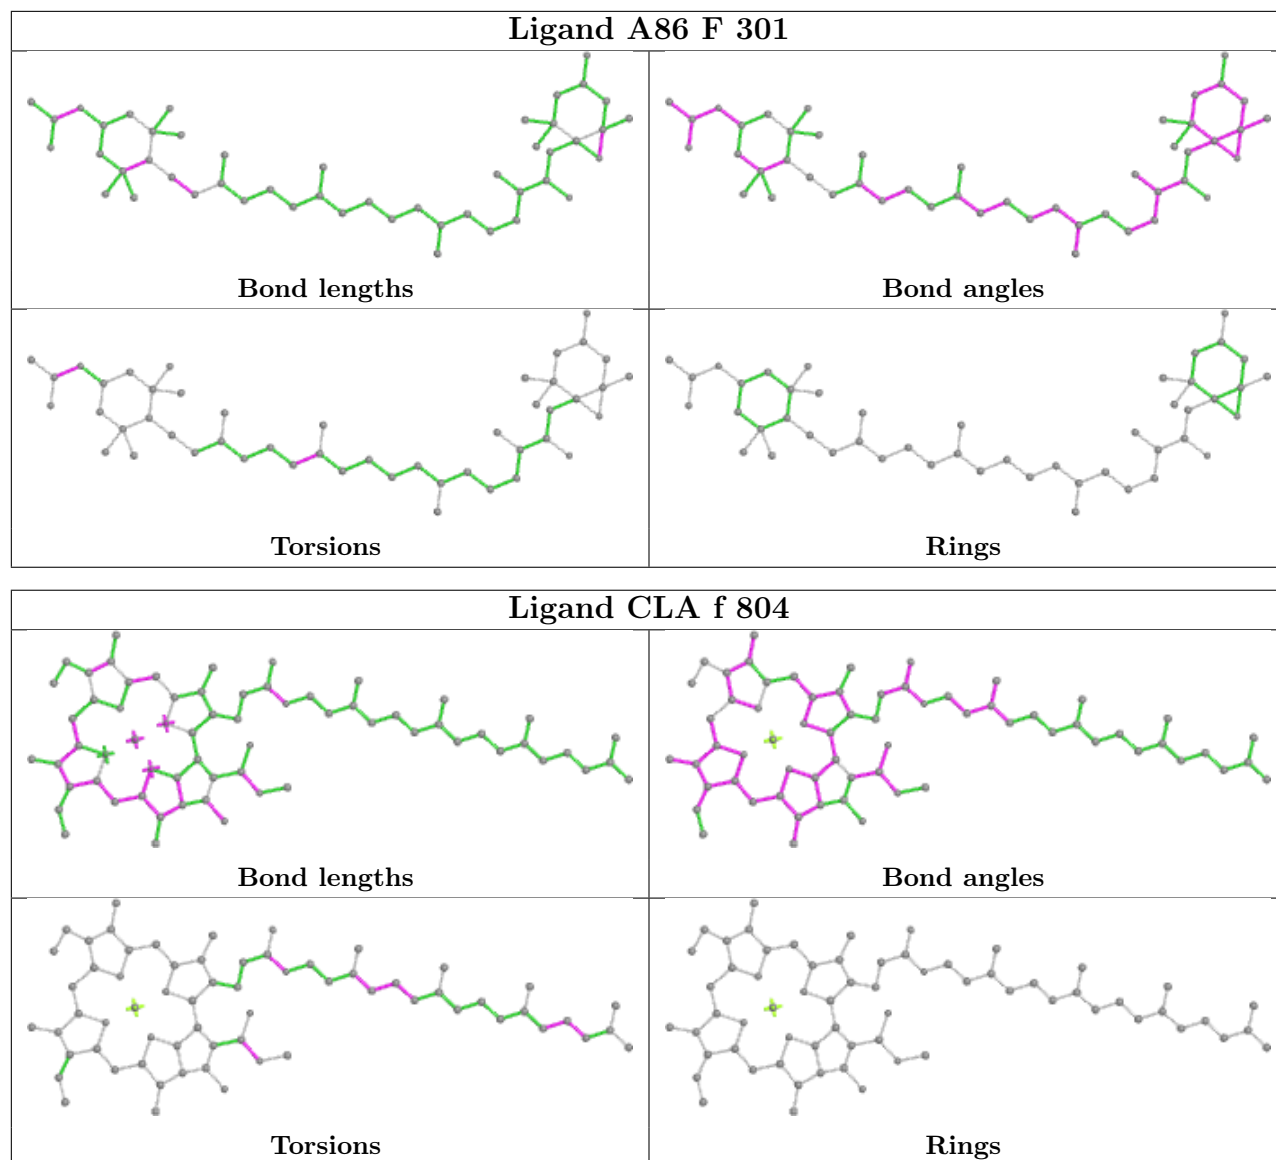 Ligand A86 F 301
Bond lengths
Bond angles
Torsions
Rings
Ligand CLA f 804
Bond lengths
Bond angles
Torsions
Rings